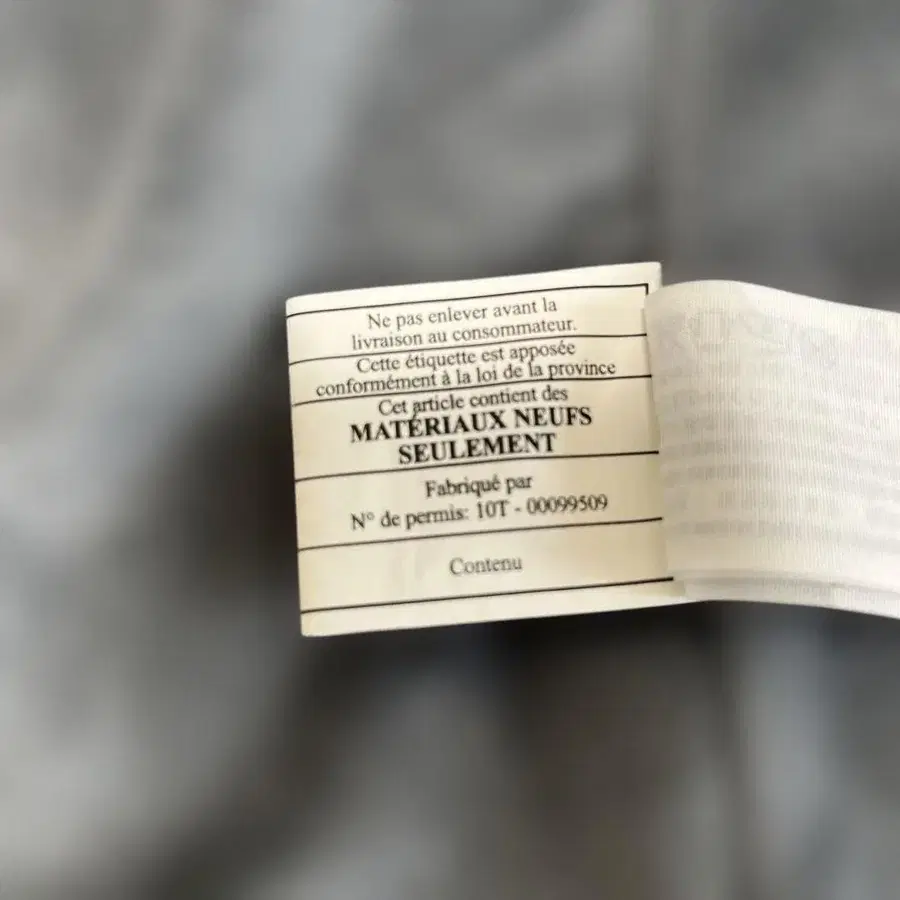 Ne pas enlever avant la
livraison au consommateur.
Cette étiquette est apposée
conformément à la loi de la province
Cet article contient des
MATÉRIAUX NEUFS
SEULEMENT
Fabriqué par
N° de permis: 10T - 00099509
Contenu